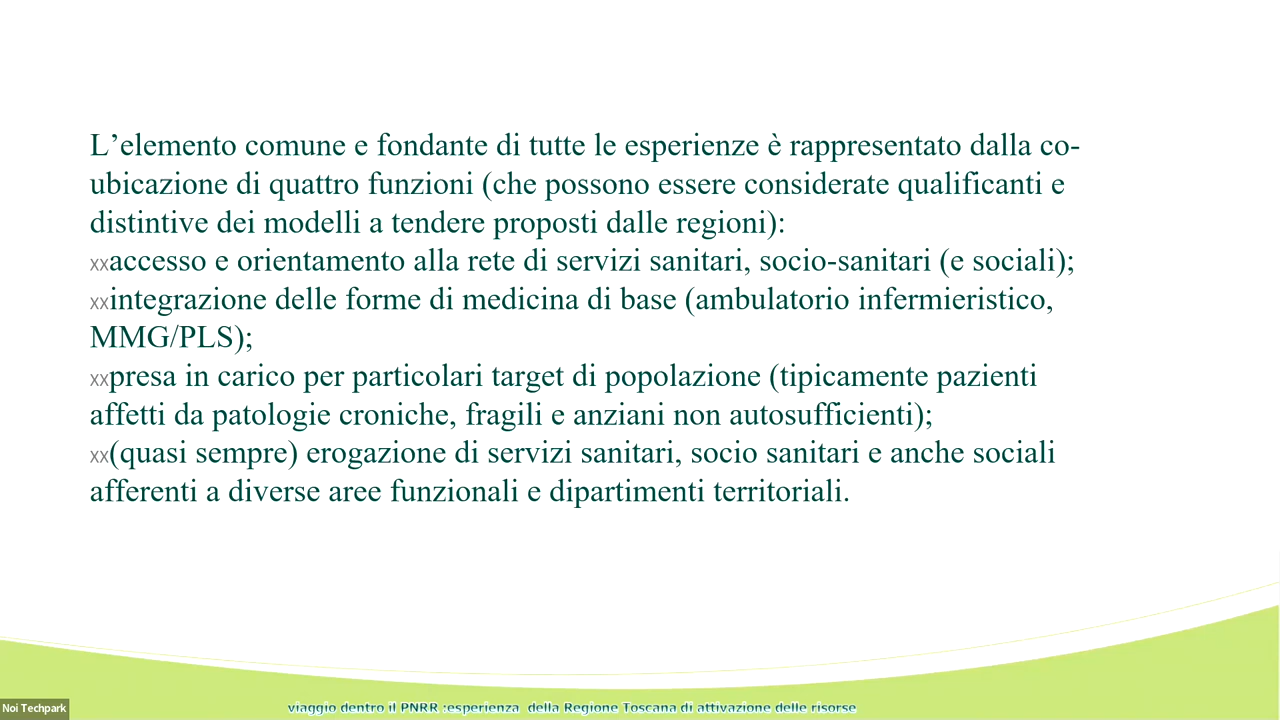 L’elemento comune e fondante di tutte le esperienze è rappresentato dalla co-
ubicazione di quattro funzioni (che possono essere considerate qualificanti e
distintive dei modelli a tendere proposti dalle regioni):
xxaccesso e orientamento alla rete di servizi sanitari, socio-sanitari (e sociali);
xxintegrazione delle forme di medicina di base (ambulatorio infermieristico,
MMG/PLS);
xxpresa in carico per particolari target di popolazione (tipicamente pazienti
affetti da patologie croniche, fragili e anziani non autosufficienti);
xx(quasi sempre) erogazione di servizi sanitari, socio sanitari e anche sociali
afferenti a diverse aree funzionali e dipartimenti territoriali.
Noi Techpark
viaggio dentro il PNRR :esperienza  della Regione Toscana di attivazione delle risorse